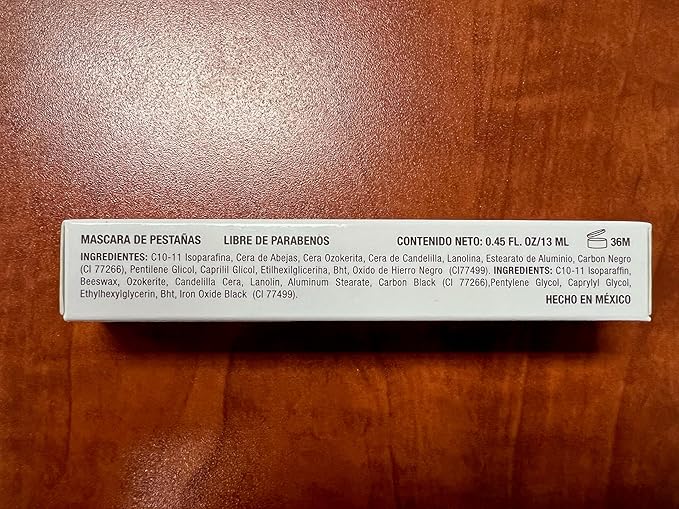 MASCARA DE PESTAÑAS LIBRE DE PARABENOS CONTENIDO NETO: 0.45 FL. OZ/13 ML 36M
INGREDIENTES: C10-11 Isoparafina, Cera de Abejas, Cera Ozokerita, Cera de Candelilla, Lanolina, Estearato de Aluminio, Carbon Negro
(CI 77266), Pentilene Glicol, Caprilil Glicol, Etilhexilglicerina, Bht, Oxido de Hierro Negro (CI77499). INGREDIENTS: C10-11 Isoparaffin,
Beeswax, Ozokerite, Candelilla Cera, Lanolin, Aluminum Stearate, Carbon Black (CI 77266),Pentylene Glycol, Caprylyl Glycol,
Ethylhexylglycerin, Bht, Iron Oxide Black (CI 77499). HECHO EN MÉXICO